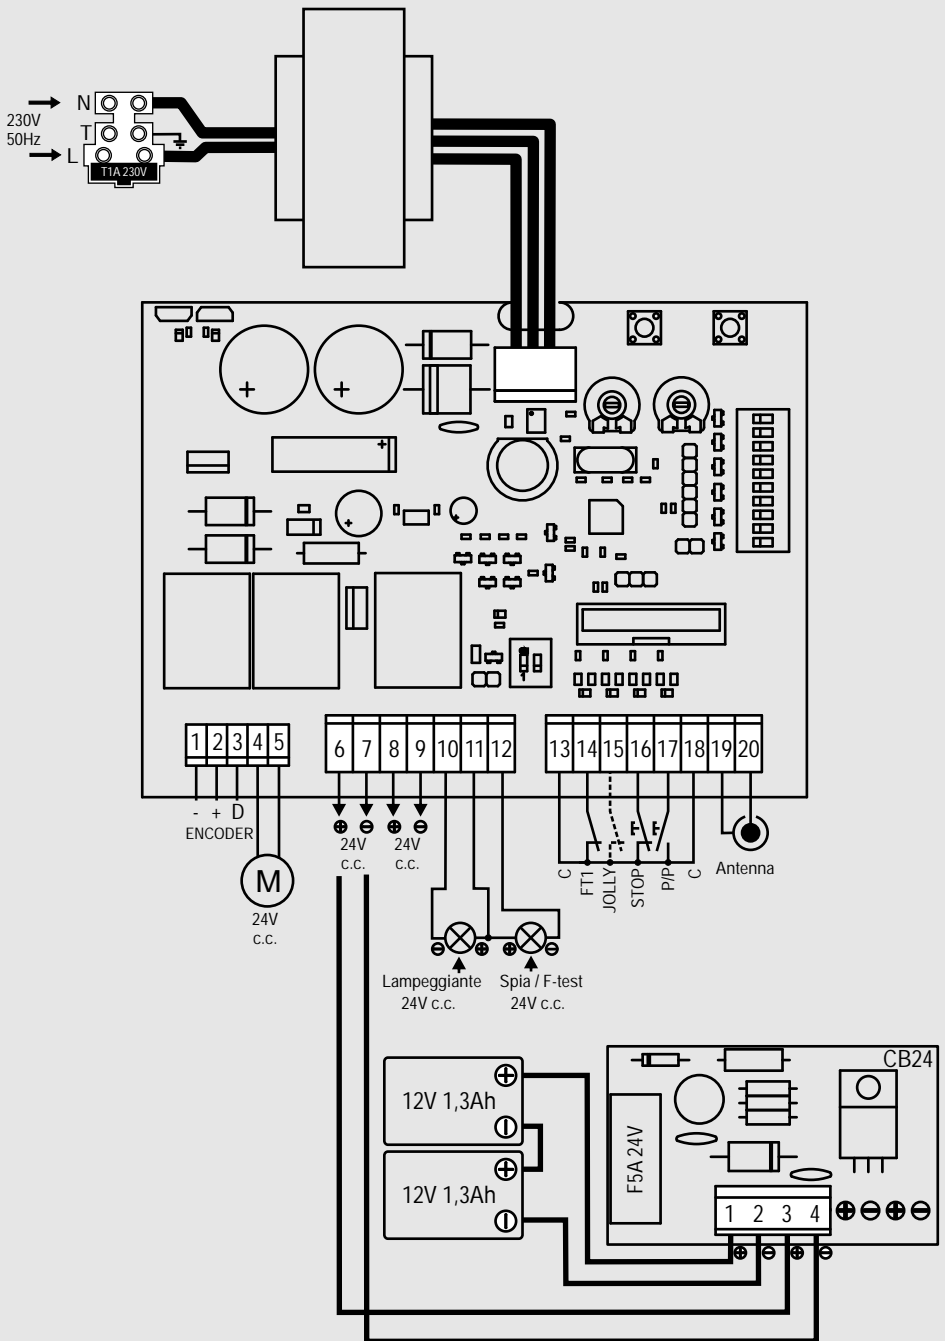 N
230V
50Hz
T
L
T1A 230V
1 2 3 4 5
6 7 8 9 10 11 12
13 14 15 16 17 18 19 20
- + D
ENCODER
M
24V
c.c.
+ - + -
24V
c.c.
24V
c.c.
C
FT1
JOLLY
STOP
P/P
C
Antenna
- + + -
Lampeggiante
24V c.c.
Spia / F-test
24V c.c.
CB24
12V 1,3Ah
12V 1,3Ah
F5A 24V
1 2 3 4
+ - + -
+ - + -